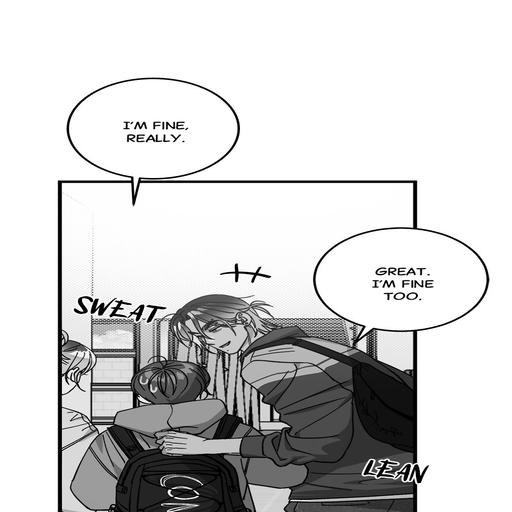 I'M FINE,
REALLY.
GREAT.
I'M FINE
TOO.
SWEAT
LEAN